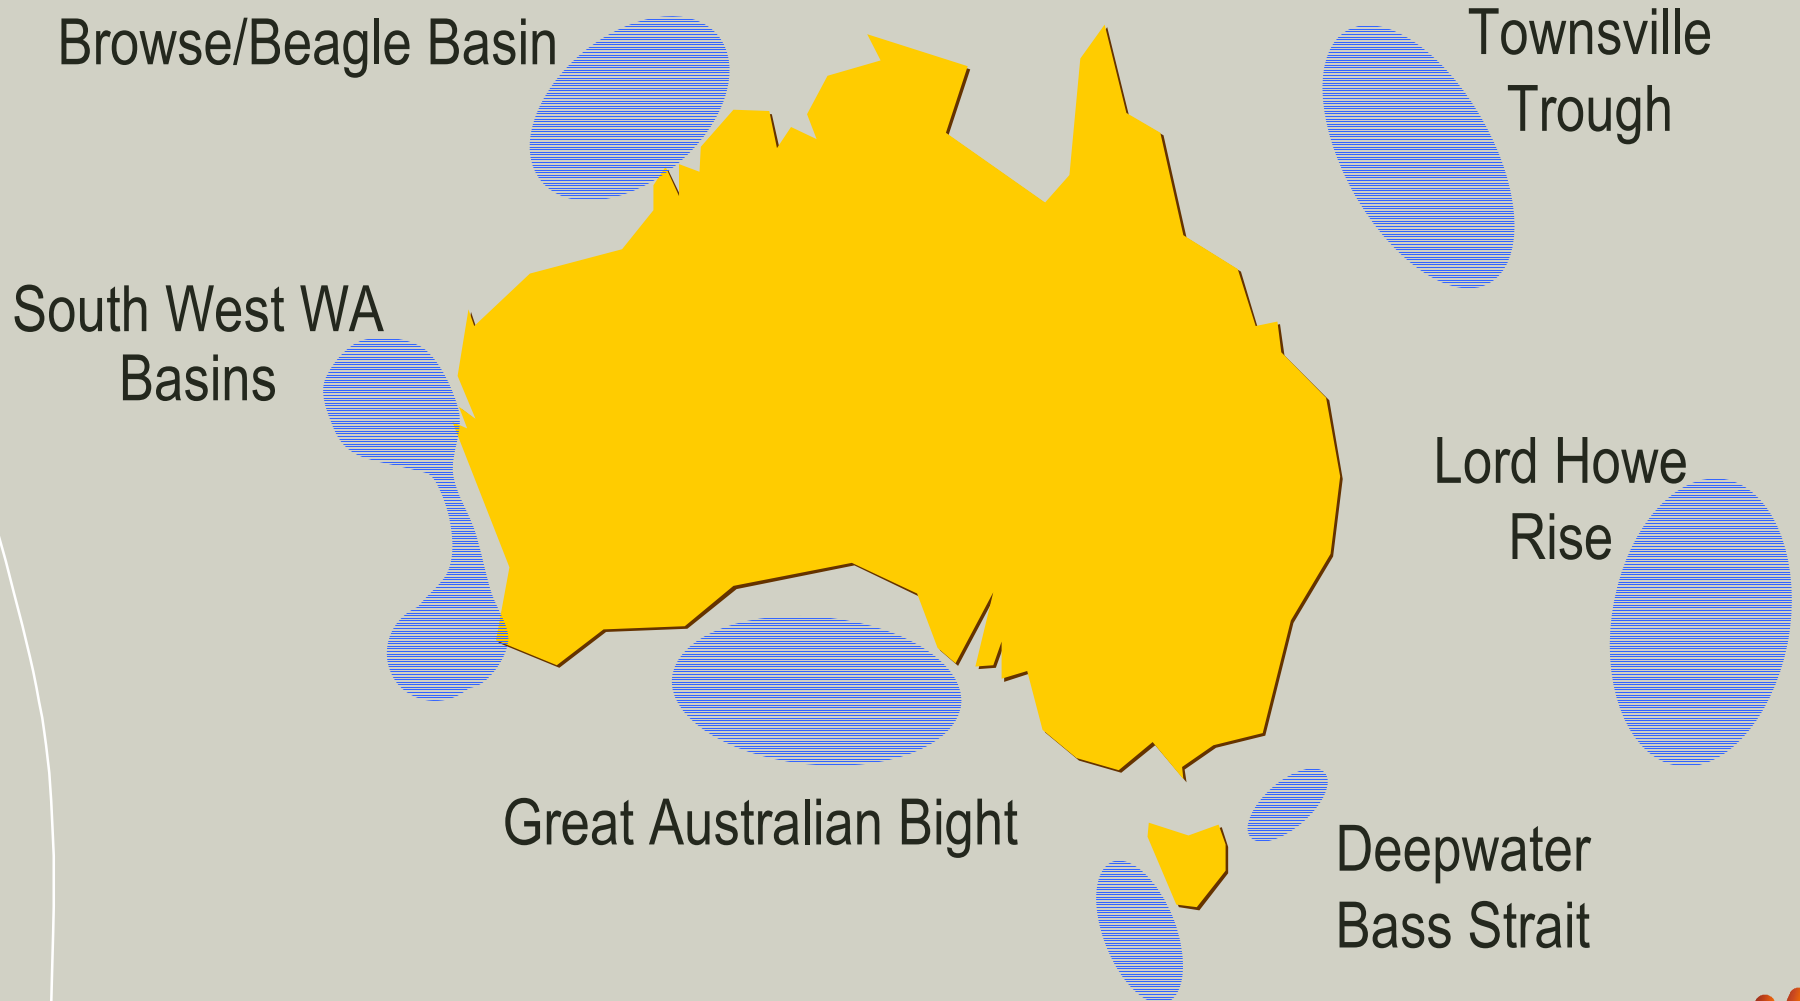 Browse/Beagle Basin
Townsville
Trough
South West WA
Basins
Lord Howe
Rise
Great Australian Bight
Deepwater
Bass Strait